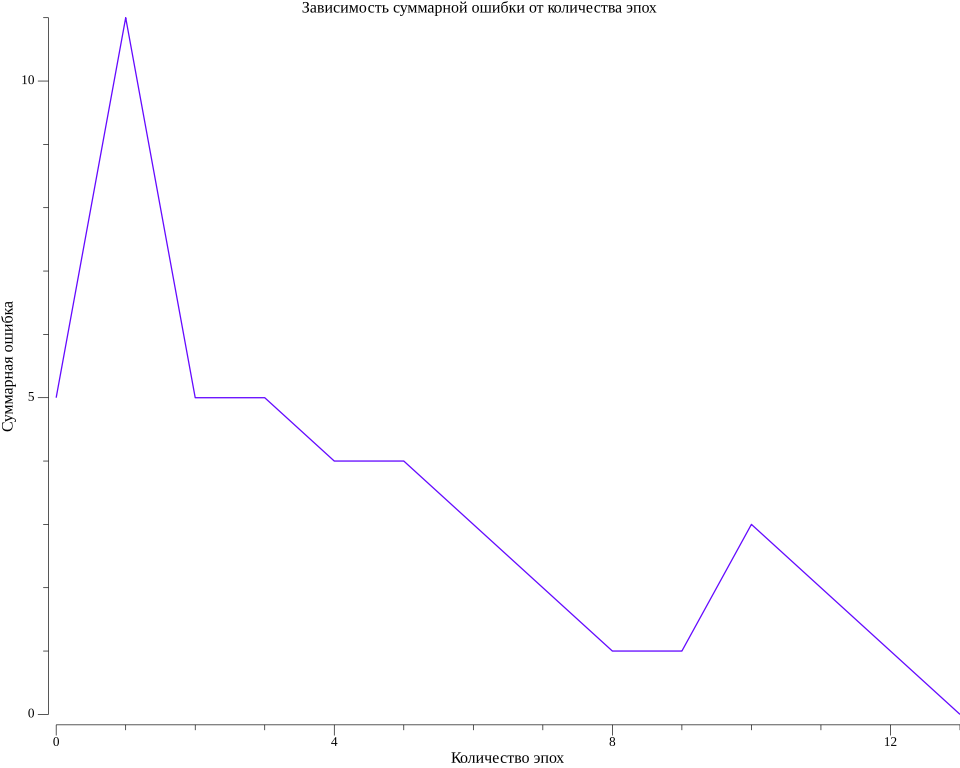 Зависимость суммарной ошибки от количества эпох
10
5
0
Суммарная ошибка
0 4 8 12
Количество эпох